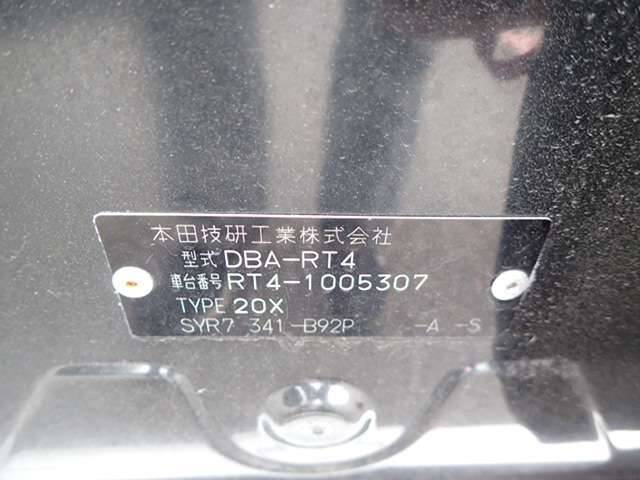 本田技研工業株式会社
型式 DBA-RT4
車台番号 RT4-1005307
TYPE 20X
SYR7 341-B92P -A -S